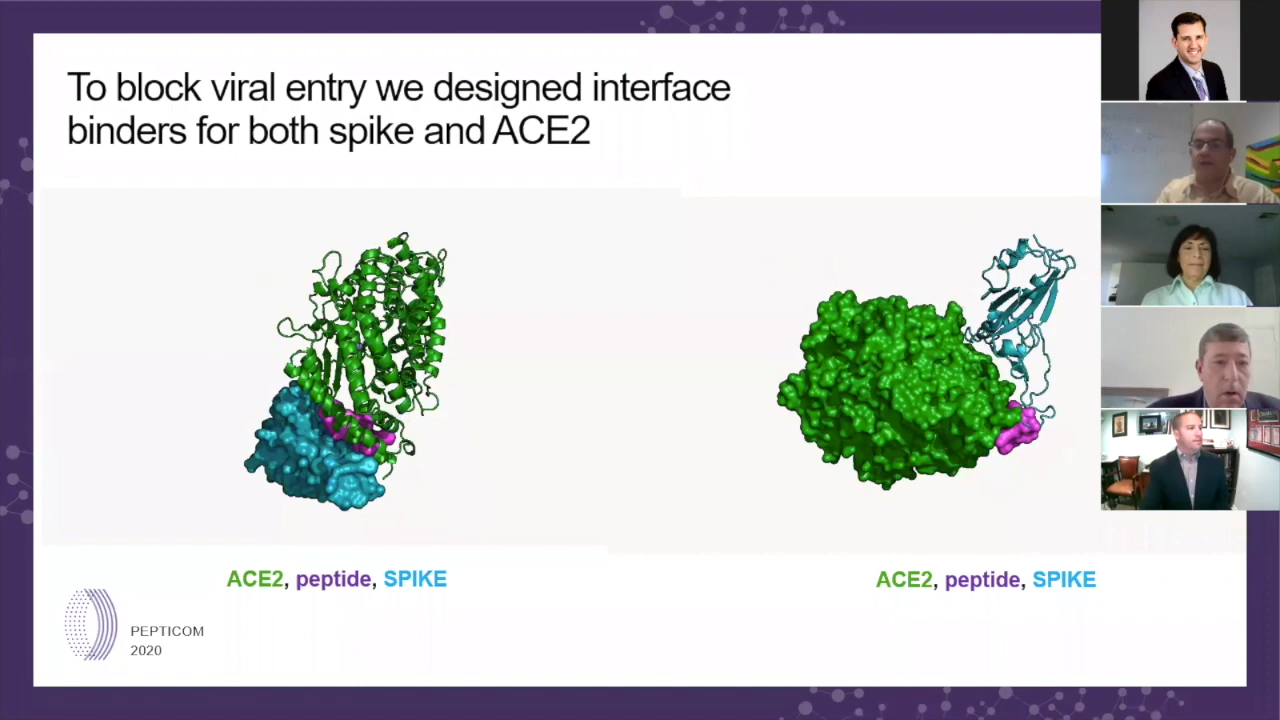 To block viral entry we designed interface
binders for both spike and ACE2
ACE2, peptide, SPIKE
ACE2, peptide, SPIKE
PEPTICOM
2020